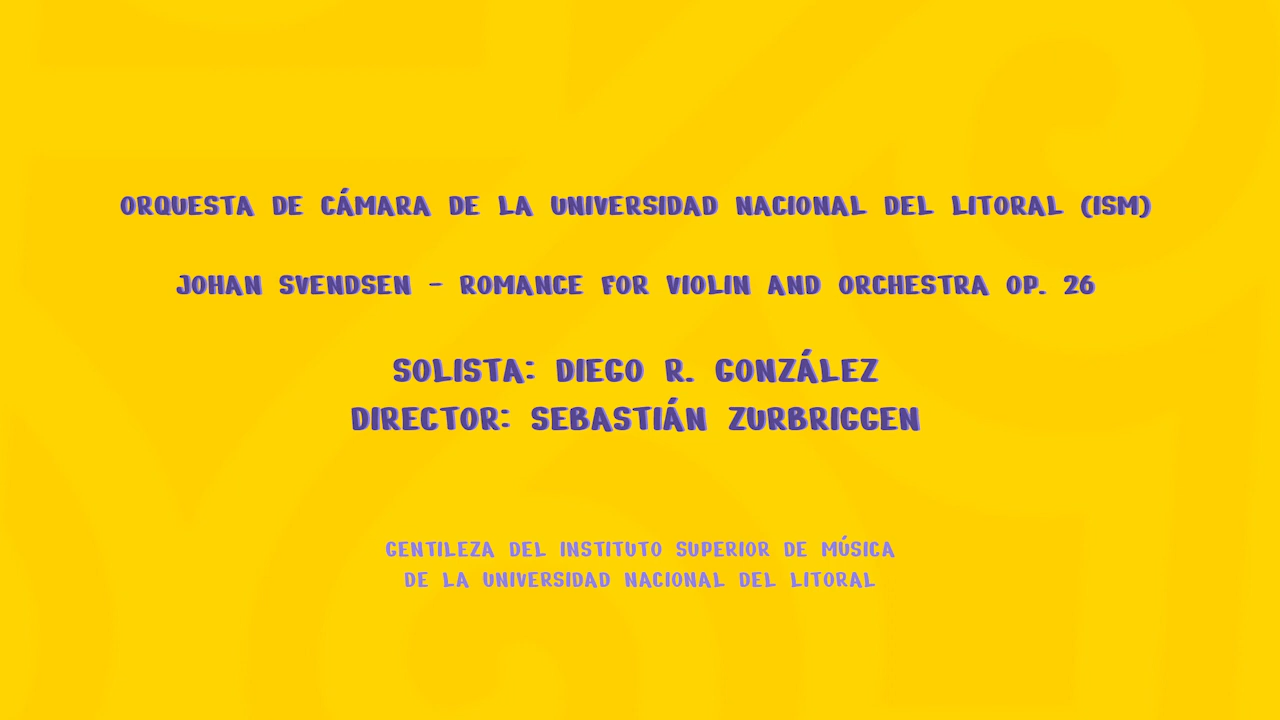 ORQUESTA DE CÁMARA DE LA UNIVERSIDAD NACIONAL DEL LITORAL (ISM)
JOHAN SVENDSEN - ROMANCE FOR VIOLIN AND ORCHESTRA OP. 26
SOLISTA: DIEGO R. GONZÁLEZ
DIRECTOR: SEBASTIÁN ZURBRIGGEN
GENTILEZA DEL INSTITUTO SUPERIOR DE MÚSICA
DE LA UNIVERSIDAD NACIONAL DEL LITORAL